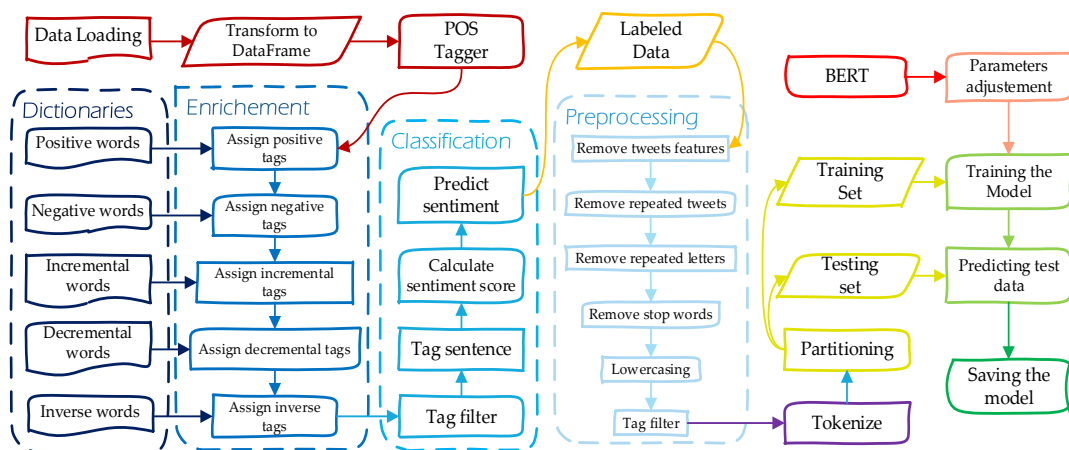 Data Loading
Transform to
DataFrame
POS
Tagger
Labeled
Data
BERT
Parameters
adjustement
Dictionaries
Positive words
Negative words
Incremental
words
Decremental
words
Inverse words
Enrichement
Assign positive
tags
Assign negative
tags
Assign incremental
tags
Assign decremental tags
Assign inverse
tags
Classification
Predict
sentiment
Calculate
sentiment score
Tag sentence
Tag filter
Preprocessing
Remove tweets features
Remove repeated tweets
Remove repeated letters
Remove stop words
Lowercasing
Tag filter
Training
Set
Testing
set
Partitioning
Tokenize
Training the
Model
Predicting test
data
Saving the
model